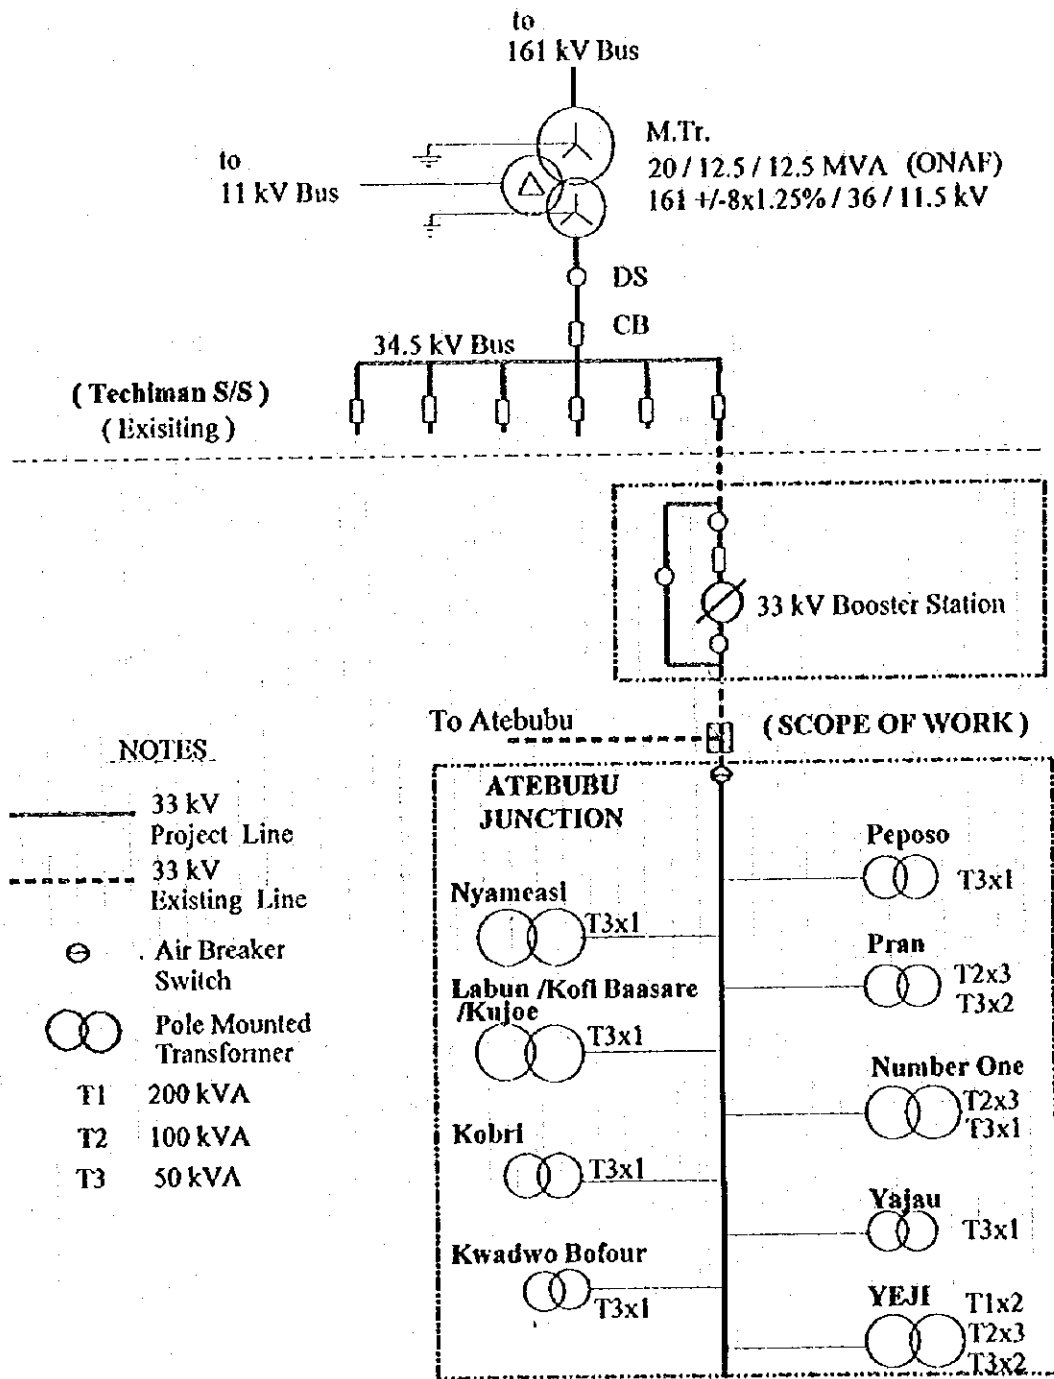 to
161 kV Bus
M.Tr.
20 / 12.5 / 12.5 MVA (ONAF)
161 +/-8x1.25% / 36 / 11.5 kV
to
11 kV Bus
DS
CB
34.5 kV Bus
( Techiman S/S )
( Exisiting )
33 kV Booster Station
To Atebubu
( SCOPE OF WORK )
NOTES
33 kV
Project Line
33 kV
Existing Line
Air Breaker
Switch
Pole Mounted
Transformer
T1 200 kVA
T2 100 kVA
T3 50 kVA
ATEBUBU
JUNCTION
Peposo
T3x1
Nyameasi
T3x1
Pran
T2x3
T3x2
Labun /Kofi Baasare
/Kujoe
T3x1
Number One
T2x3
T3x1
Kobri
T3x1
Yajau
T3x1
Kwadwo Bofour
T3x1
YEJI
T1x2
T2x3
T3x2